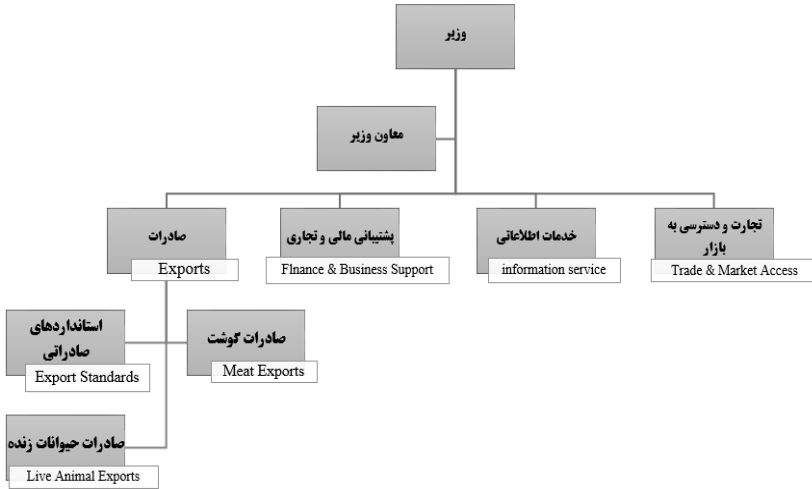 وزیر
معاون وزیر
صادرات
Exports
پشتیبانی مالی و تجاری
FInance & Business Support
خدمات اطلاعاتی
information service
تجارت و دسترسی به
بازار
Trade & Market Access
استانداردهای
صادراتی
Export Standards
صادرات گوشت
Meat Exports
صادرات حیوانات زنده
Live Animal Exports